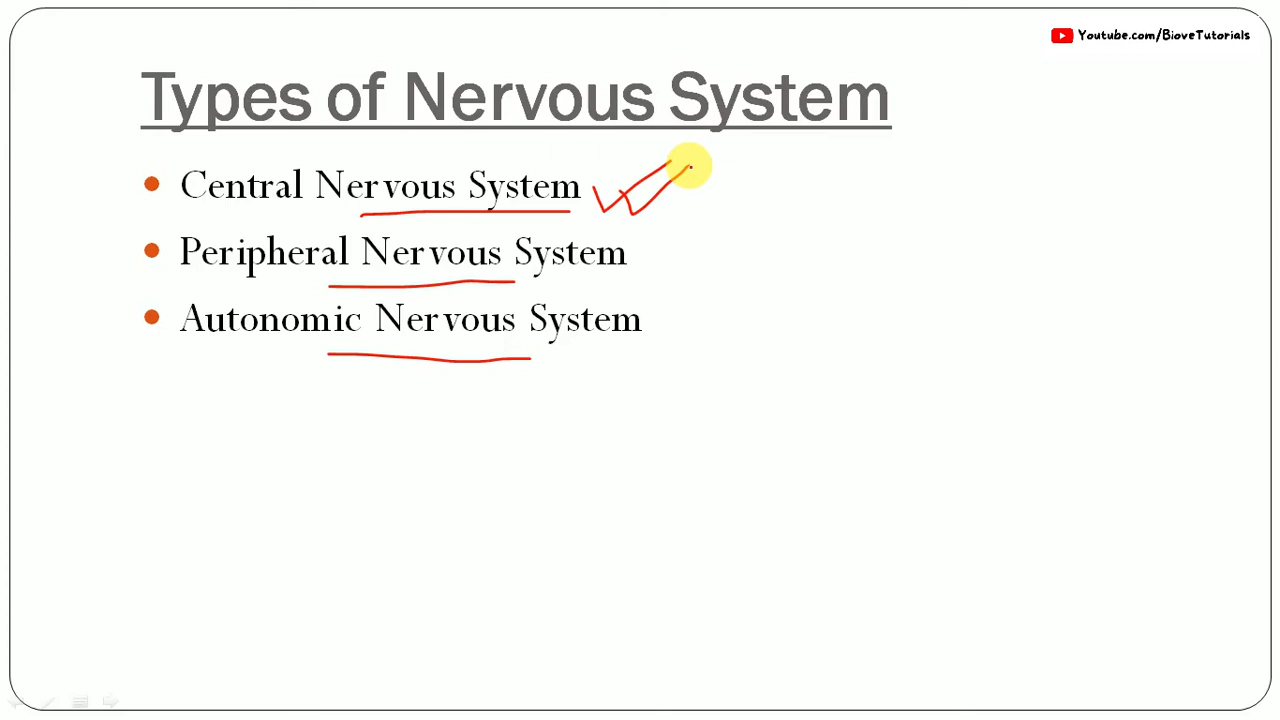 Youtube.com/BioveTutorials
Types of Nervous System
Central Nervous System
Peripheral Nervous System
Autonomic Nervous System